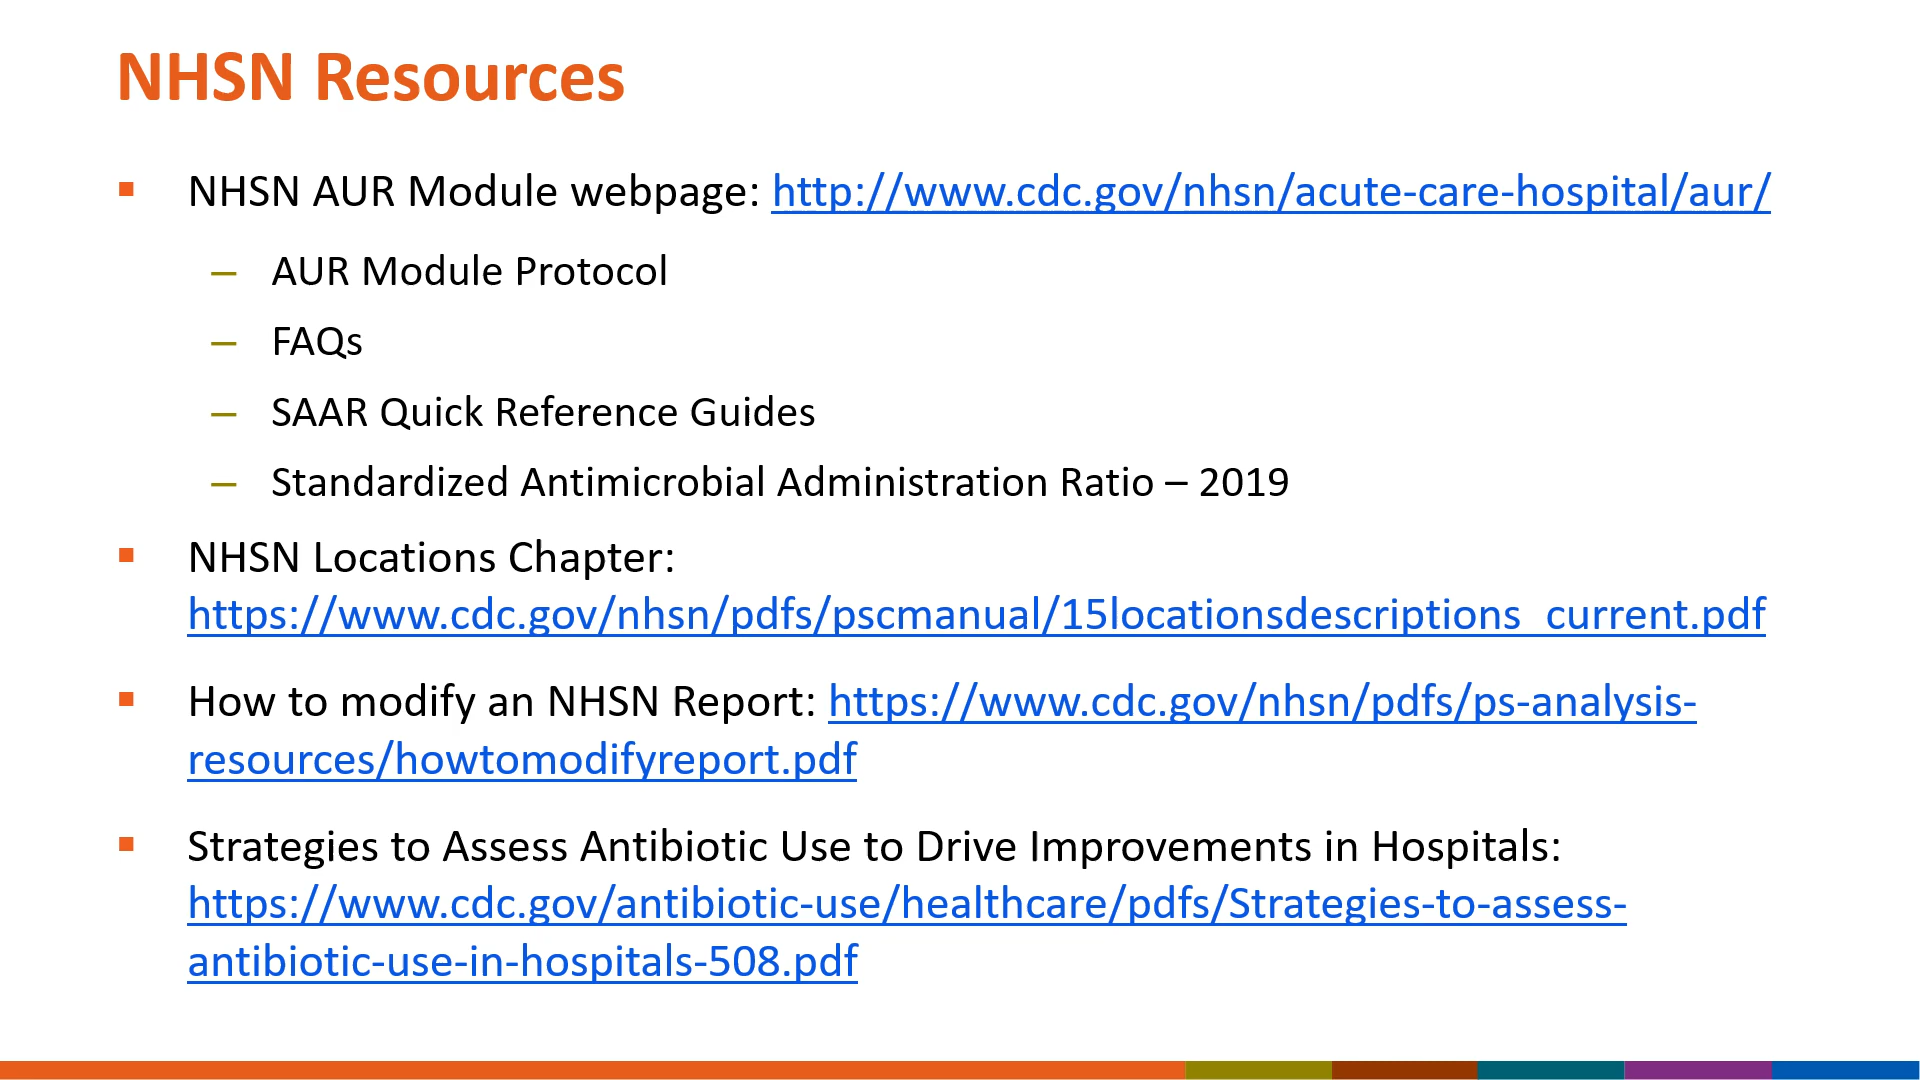 NHSN Resources
▪ NHSN AUR Module webpage: http://www.cdc.gov/nhsn/acute-care-hospital/aur/
– AUR Module Protocol
– FAQs
– SAAR Quick Reference Guides
– Standardized Antimicrobial Administration Ratio – 2019
▪ NHSN Locations Chapter:
https://www.cdc.gov/nhsn/pdfs/pscmanual/15locationsdescriptions_current.pdf
▪ How to modify an NHSN Report: https://www.cdc.gov/nhsn/pdfs/ps-analysis-
resources/howtomodifyreport.pdf
▪ Strategies to Assess Antibiotic Use to Drive Improvements in Hospitals:
https://www.cdc.gov/antibiotic-use/healthcare/pdfs/Strategies-to-assess-
antibiotic-use-in-hospitals-508.pdf